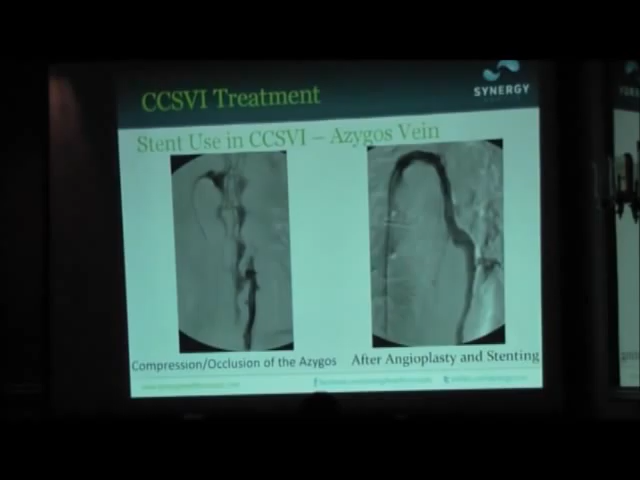 CCSVI Treatment
SYNERGY
Stent Use in CCSVI – Azygos Vein
Compression/Occlusion of the Azygos
After Angioplasty and Stenting